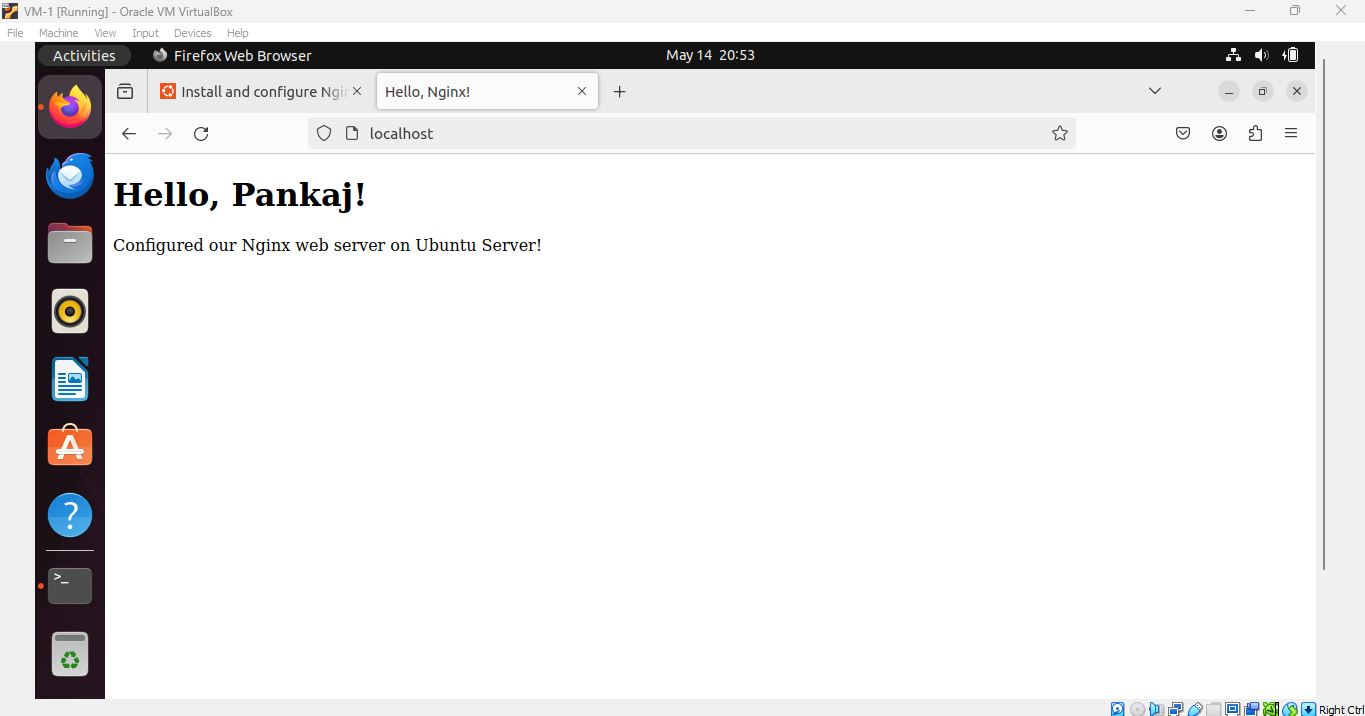 VM-1 [Running] - Oracle VM VirtualBox
File Machine View Input Devices Help
Activities Firefox Web Browser May 14 20:53
Install and configure Ngin Hello, Nginx!
localhost
Hello, Pankaj!
Configured our Nginx web server on Ubuntu Server!
Right Ctrl